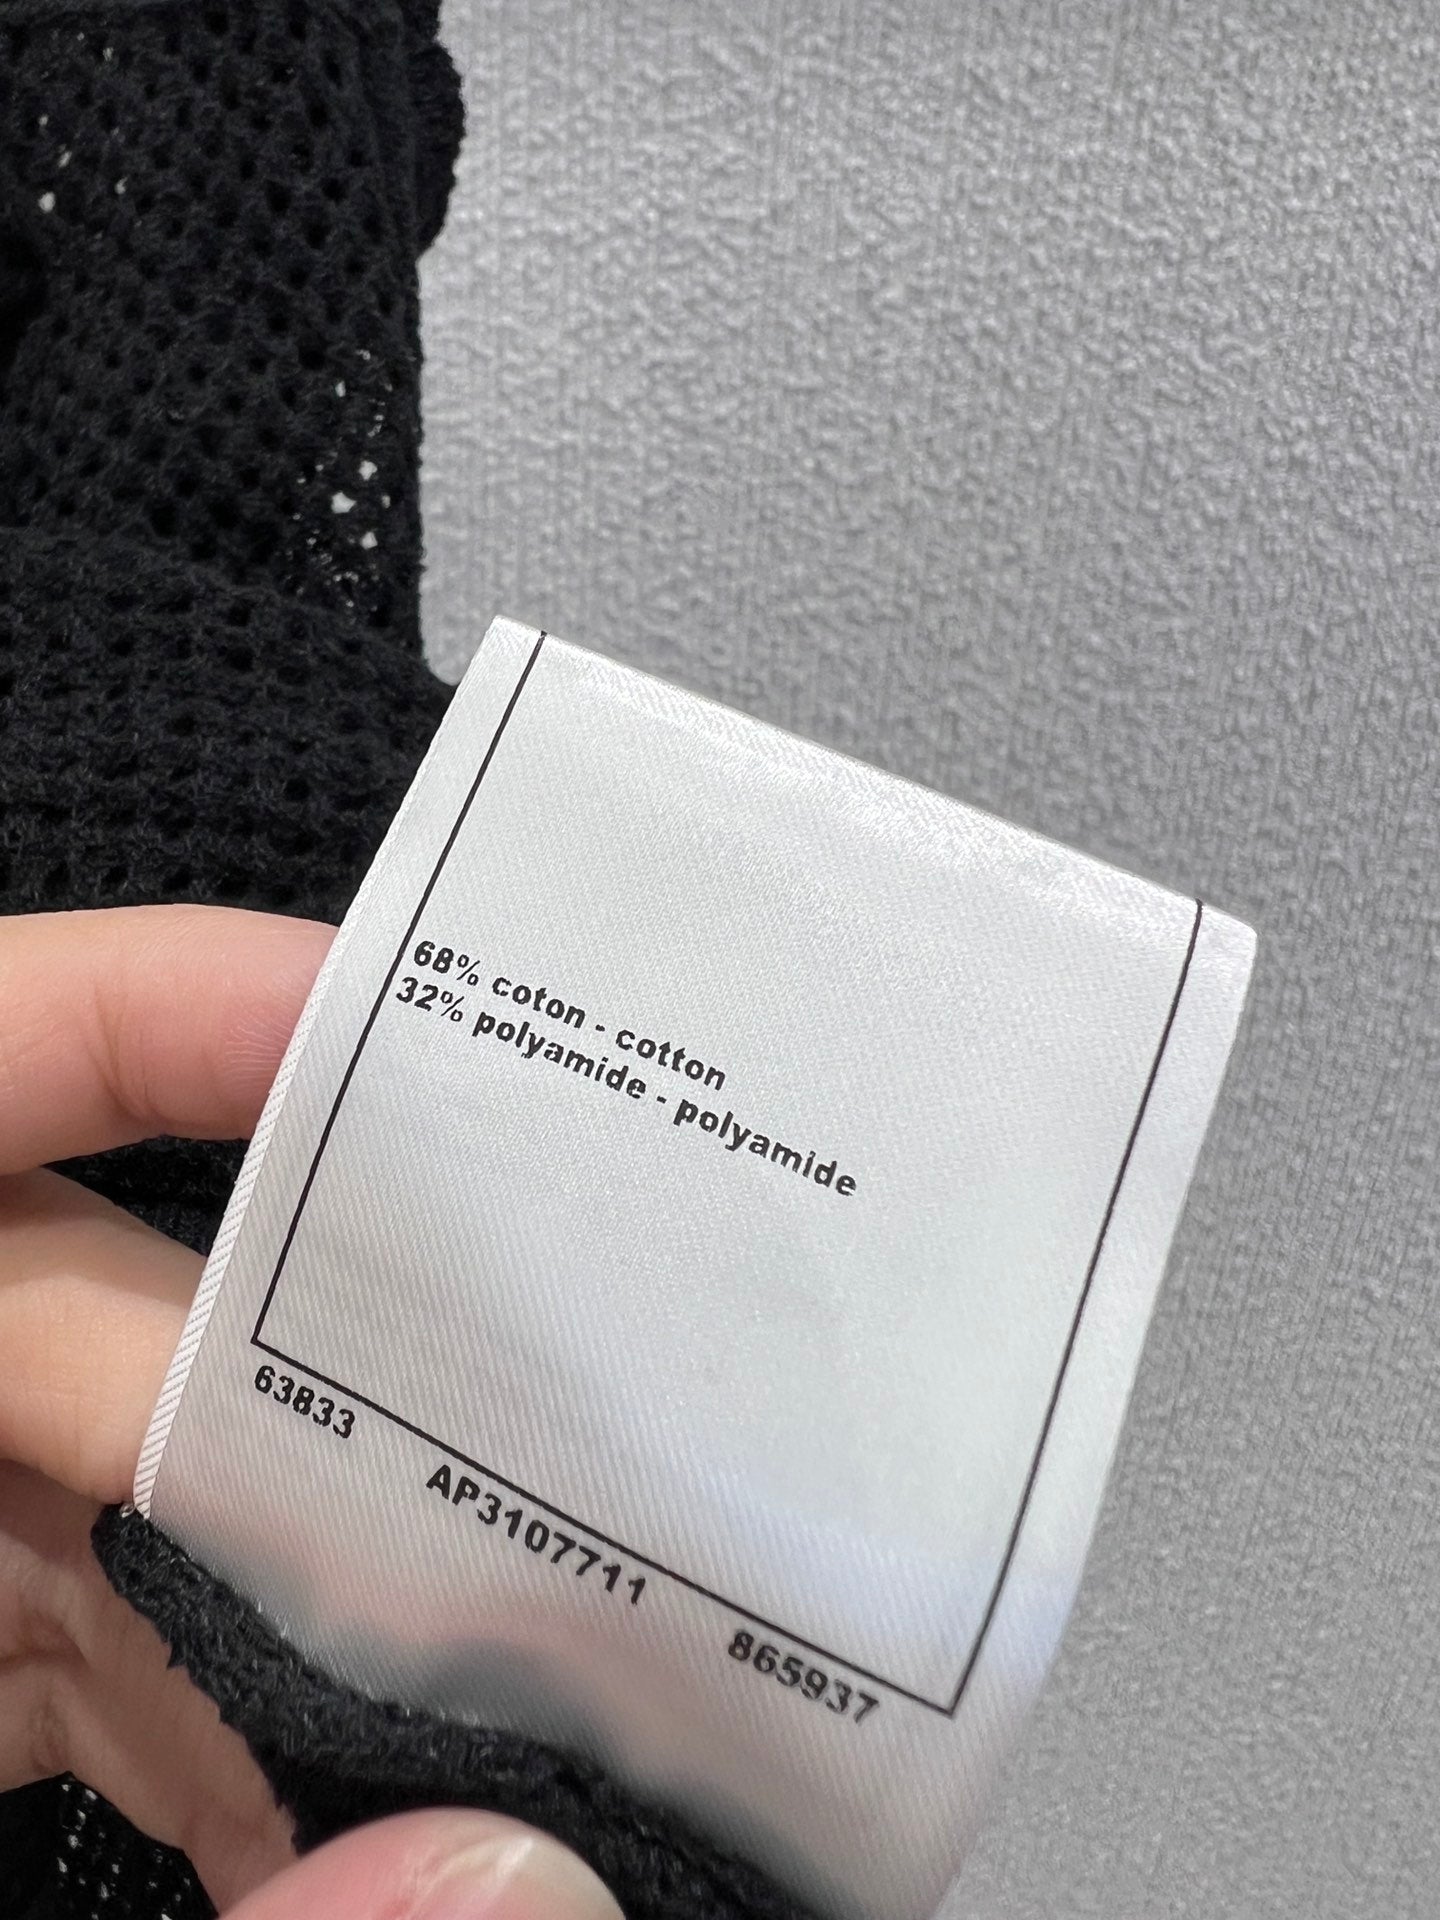 68% coton - cotton
32% polyamide - polyamide
63833
AP3107711
865937